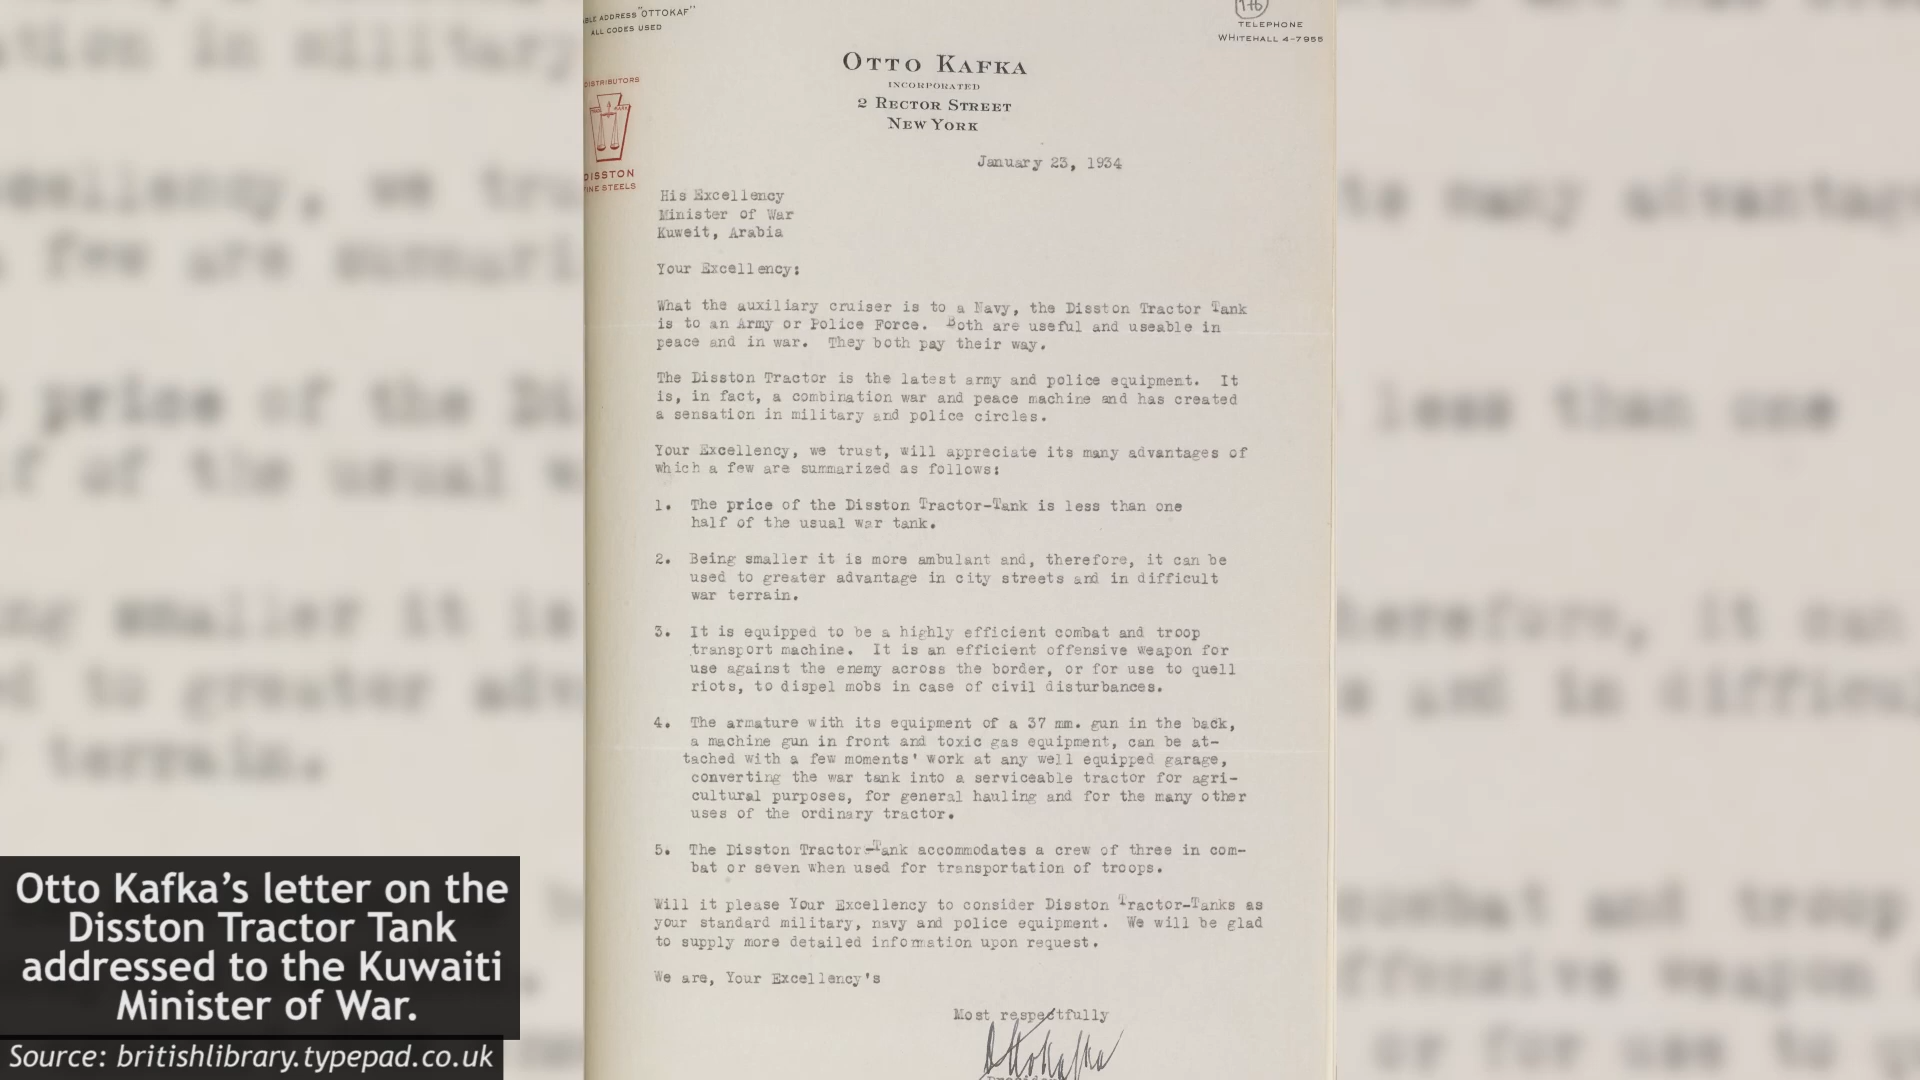 ADDRESS "OTTOKAF"
ALL CODES USED
176
TELEPHONE
WHITEHALL 4-7955
OTTO KAFKA
INCORPORATED
2 RECTOR STREET
NEW YORK
DISTRIBUTORS
DISSTON
FINE STEELS
January 23, 1934
His Excellency
Minister of War
Kuweit, Arabia
Your Excellency:
What the auxiliary cruiser is to a Navy, the Disston Tractor Tank
is to an Army or Police Force. Both are useful and useable in
peace and in war. They both pay their way.
The Disston Tractor is the latest army and police equipment. It
is, in fact, a combination war and peace machine and has created
a sensation in military and police circles.
Your Excellency, we trust, will appreciate its many advantages of
which a few are summarized as follows:
1. The price of the Disston Tractor-Tank is less than one
half of the usual war tank.
2. Being smaller it is more ambulant and, therefore, it can be
used to greater advantage in city streets and in difficult
war terrain.
3. It is equipped to be a highly efficient combat and troop
transport machine. It is an efficient offensive weapon for
use against the enemy across the border, or for use to quell
riots, to dispel mobs in case of civil disturbances.
4. The armature with its equipment of a 37 mm. gun in the back,
a machine gun in front and toxic gas equipment, can be at-
tached with a few moments' work at any well equipped garage,
converting the war tank into a serviceable tractor for agri-
cultural purposes, for general hauling and for the many other
uses of the ordinary tractor.
5. The Disston Tractor-Tank accommodates a crew of three in com-
bat or seven when used for transportation of troops.
Will it please Your Excellency to consider Disston Tractor-Tanks as
your standard military, navy and police equipment. We will be glad
to supply more detailed information upon request.
We are, Your Excellency's
Most respectfully
Otto Kafka
Otto Kafka's letter on the
Disston Tractor Tank
addressed to the Kuwaiti
Minister of War.
Source: britishlibrary.typepad.co.uk